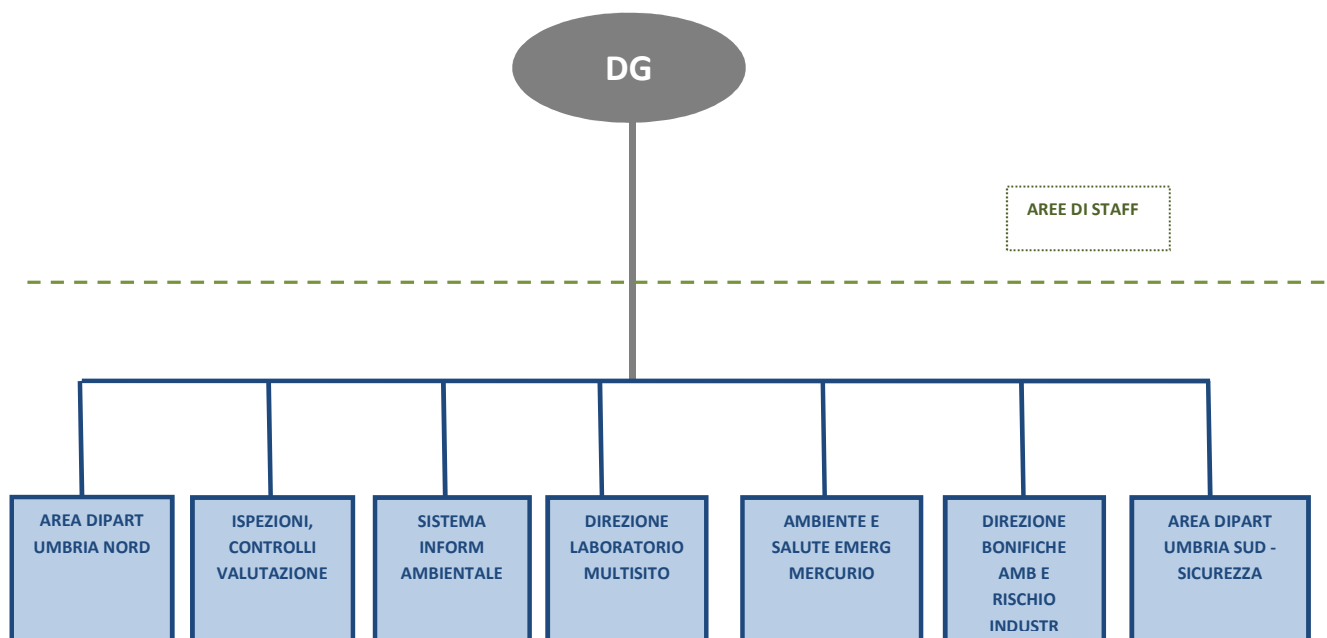 DG
AREE DI STAFF
AREA DIPART
UMBRIA NORD
ISPEZIONI,
CONTROLLI
VALUTAZIONE
SISTEMA
INFORM
AMBIENTALE
DIREZIONE
LABORATORIO
MULTISITO
AMBIENTE E
SALUTE EMERG
MERCURIO
DIREZIONE
BONIFICHE
AMB E
RISCHIO
INDUSTR
AREA DIPART
UMBRIA SUD -
SICUREZZA